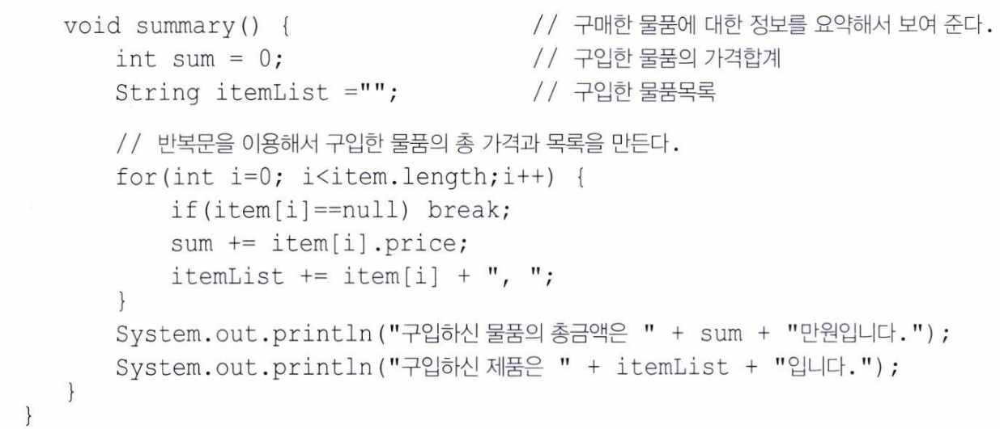 void summary() { // 구매한 물품에 대한 정보를 요약해서 보여 준다.
int sum = 0; // 구입한 물품의 가격합계
String itemList =""; // 구입한 물품목록
// 반복문을 이용해서 구입한 물품의 총 가격과 목록을 만든다.
for(int i=0; i<item.length;i++) {
if(item[i]==null) break;
sum += item[i].price;
itemList += item[i] + ", ";
}
System.out.println("구입하신 물품의 총금액은 " + sum + "만원입니다.");
System.out.println("구입하신 제품은 " + itemList + "입니다.");
}
}